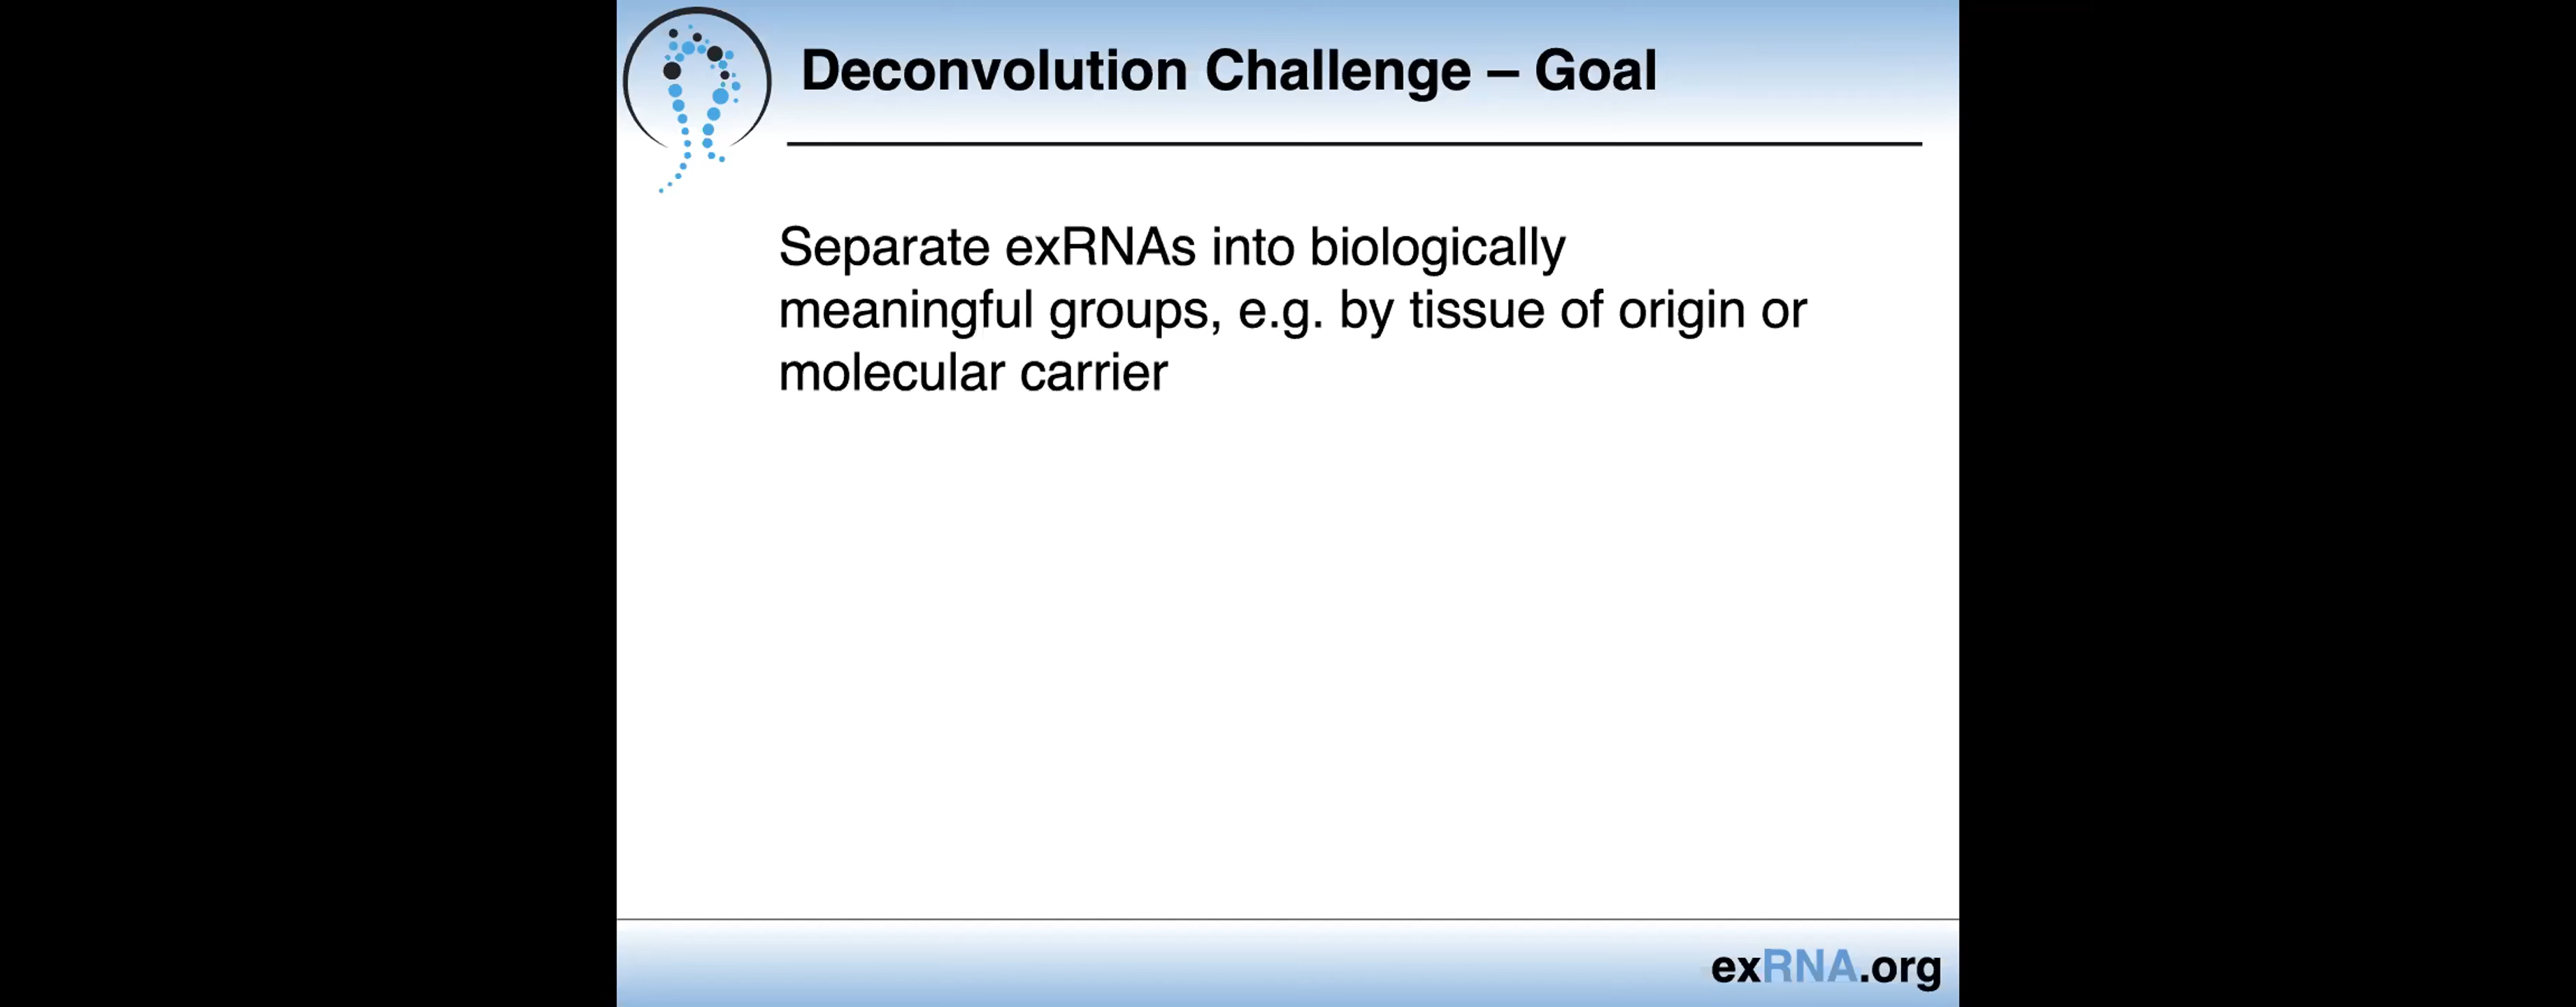 Deconvolution Challenge – Goal
Separate exRNAs into biologically
meaningful groups, e.g. by tissue of origin or
molecular carrier
exRNA.org